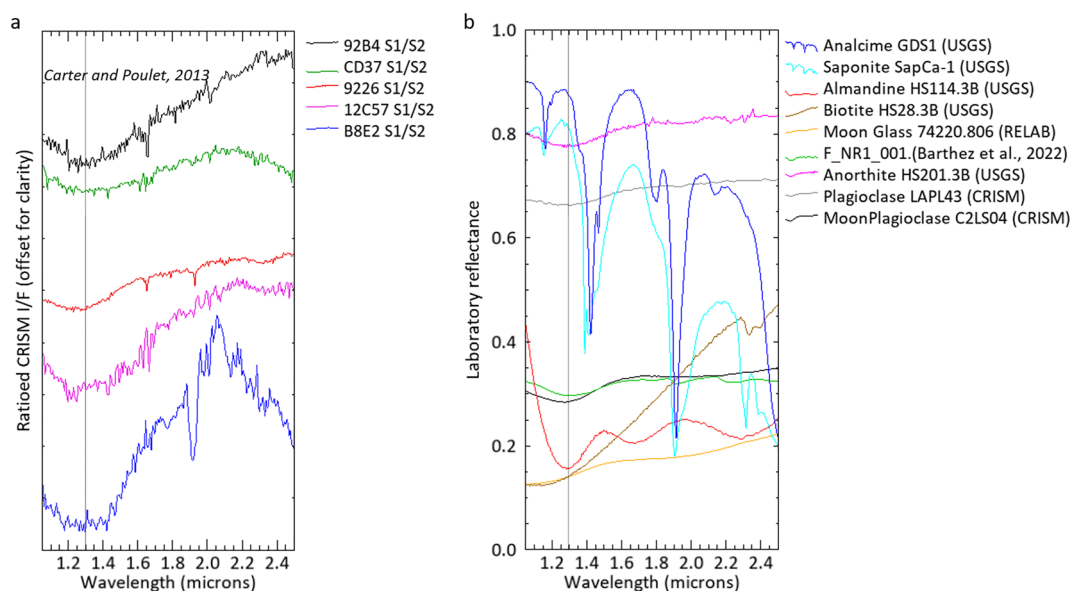 a
Ratioed CRISM I/F (offset for clarity)
Carter and Poulet, 2013
1.2 1.4 1.6 1.8 2.0 2.2 2.4
Wavelength (microns)
92B4 S1/S2
CD37 S1/S2
9226 S1/S2
12C57 S1/S2
B8E2 S1/S2
b
Laboratory reflectance
1.0
0.8
0.6
0.4
0.2
0.0
1.2 1.4 1.6 1.8 2.0 2.2 2.4
Wavelength (microns)
Analcime GDS1 (USGS)
Saponite SapCa-1 (USGS)
Almandine HS114.3B (USGS)
Biotite HS28.3B (USGS)
Moon Glass 74220.806 (RELAB)
F_NR1_001.(Barthez et al., 2022)
Anorthite HS201.3B (USGS)
Plagioclase LAPL43 (CRISM)
MoonPlagioclase C2LS04 (CRISM)